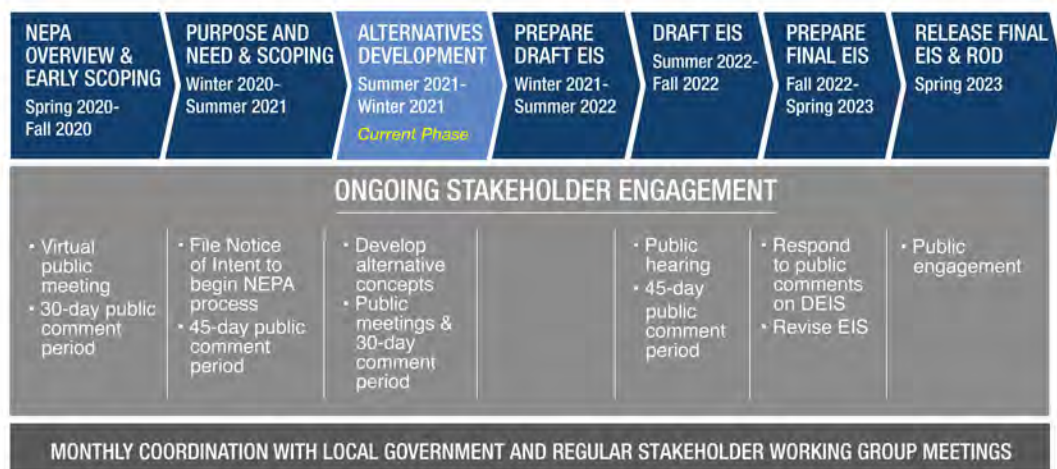 NEPA
OVERVIEW &
EARLY SCOPING
Spring 2020-
Fall 2020
PURPOSE AND
NEED & SCOPING
Winter 2020-
Summer 2021
ALTERNATIVES
DEVELOPMENT
Summer 2021-
Winter 2021
Current Phase
PREPARE
DRAFT EIS
Winter 2021-
Summer 2022
DRAFT EIS
Summer 2022-
Fall 2022
PREPARE
FINAL EIS
Fall 2022-
Spring 2023
RELEASE FINAL
EIS & ROD
Spring 2023
ONGOING STAKEHOLDER ENGAGEMENT
• Virtual
public
meeting
• 30-day public
comment
period
• File Notice
of Intent to
begin NEPA
process
• 45-day public
comment
period
• Develop
alternative
concepts
• Public
meetings &
30-day
comment
period
• Public
hearing
• 45-day
public
comment
period
• Respond
to public
comments
on DEIS
• Revise EIS
• Public
engagement
MONTHLY COORDINATION WITH LOCAL GOVERNMENT AND REGULAR STAKEHOLDER WORKING GROUP MEETINGS